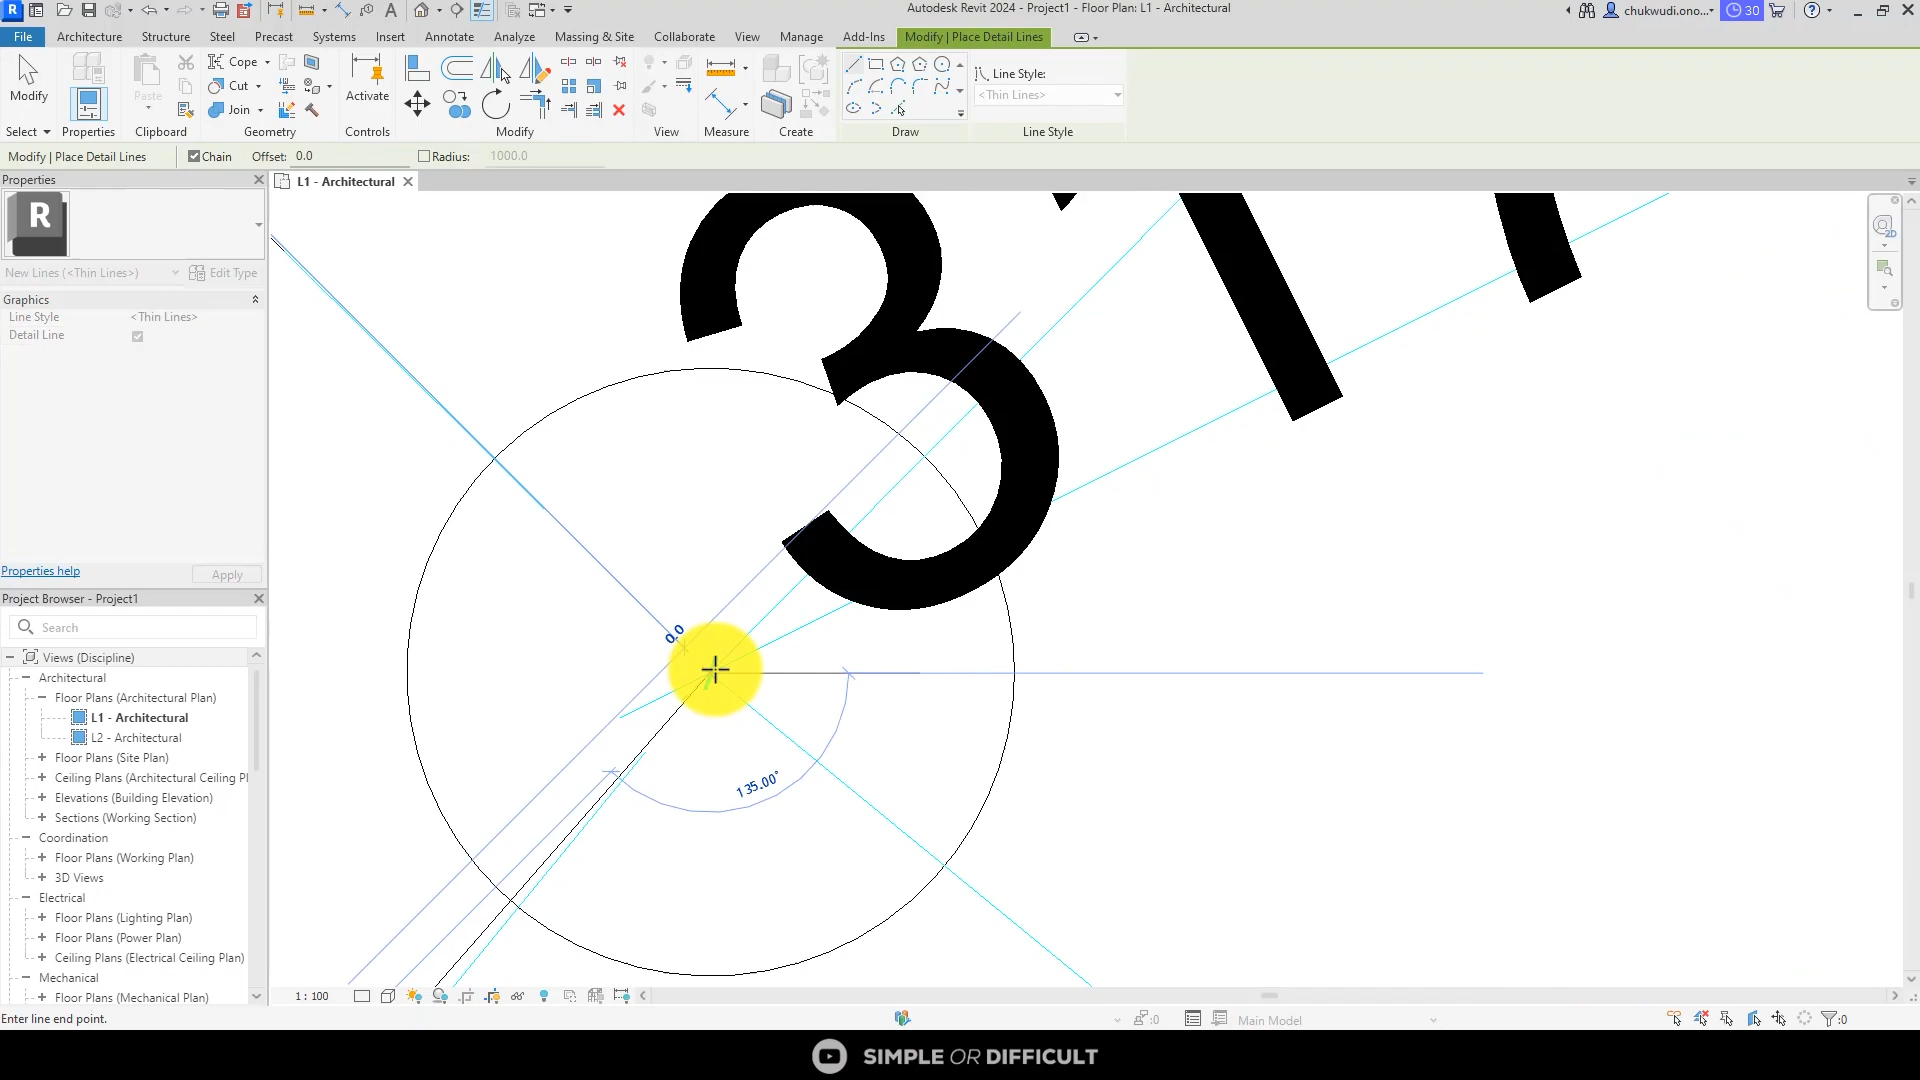 Autodesk Revit 2024 - Project1 - Floor Plan: L1 - Architectural
chukwudi.ono...
30
File Architecture Structure Steel Precast Systems Insert Annotate Analyze Massing & Site Collaborate View Manage Add-Ins Modify | Place Detail Lines
Modify
Paste
Cope
Cut
Join
Activate
Line Style:
<Thin Lines>
Select Properties Clipboard Geometry Controls Modify View Measure Create Draw Line Style
Modify | Place Detail Lines Chain Offset: 0.0 Radius: 1000.0
Properties
L1 - Architectural
R
New Lines (<Thin Lines>) Edit Type
Graphics
Line Style <Thin Lines>
Detail Line
Properties help Apply
Project Browser - Project1
Search
Views (Discipline)
Architectural
Floor Plans (Architectural Plan)
L1 - Architectural
L2 - Architectural
Floor Plans (Site Plan)
Ceiling Plans (Architectural Ceiling Pl
Elevations (Building Elevation)
Sections (Working Section)
Coordination
Floor Plans (Working Plan)
3D Views
Electrical
Floor Plans (Lighting Plan)
Floor Plans (Power Plan)
Ceiling Plans (Electrical Ceiling Plan)
Mechanical
Floor Plans (Mechanical Plan)
3
0.0
135.00°
2D
1 : 100
Enter line end point.
:0
Main Model
:0
SIMPLE OR DIFFICULT